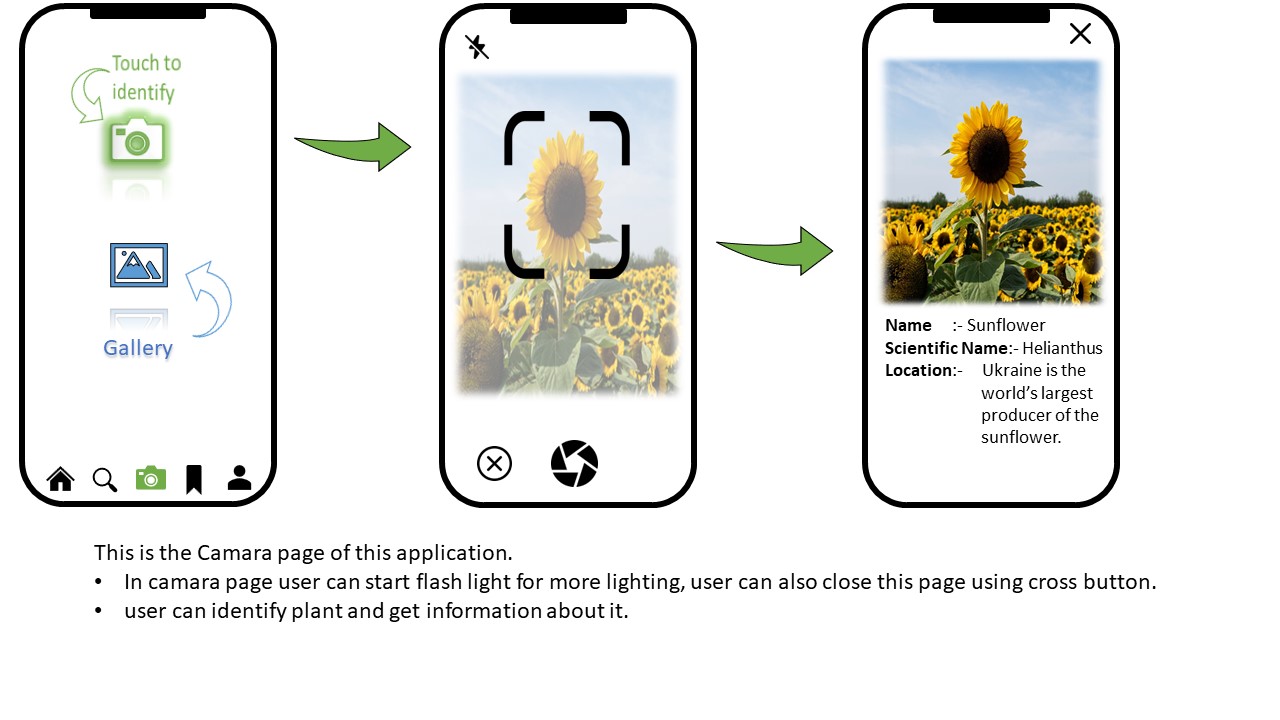 Touch to
identify
Gallery
Name :- Sunflower
Scientific Name:- Helianthus
Location:- Ukraine is the
world’s largest
producer of the
sunflower.
This is the Camara page of this application.
• In camara page user can start flash light for more lighting, user can also close this page using cross button.
• user can identify plant and get information about it.